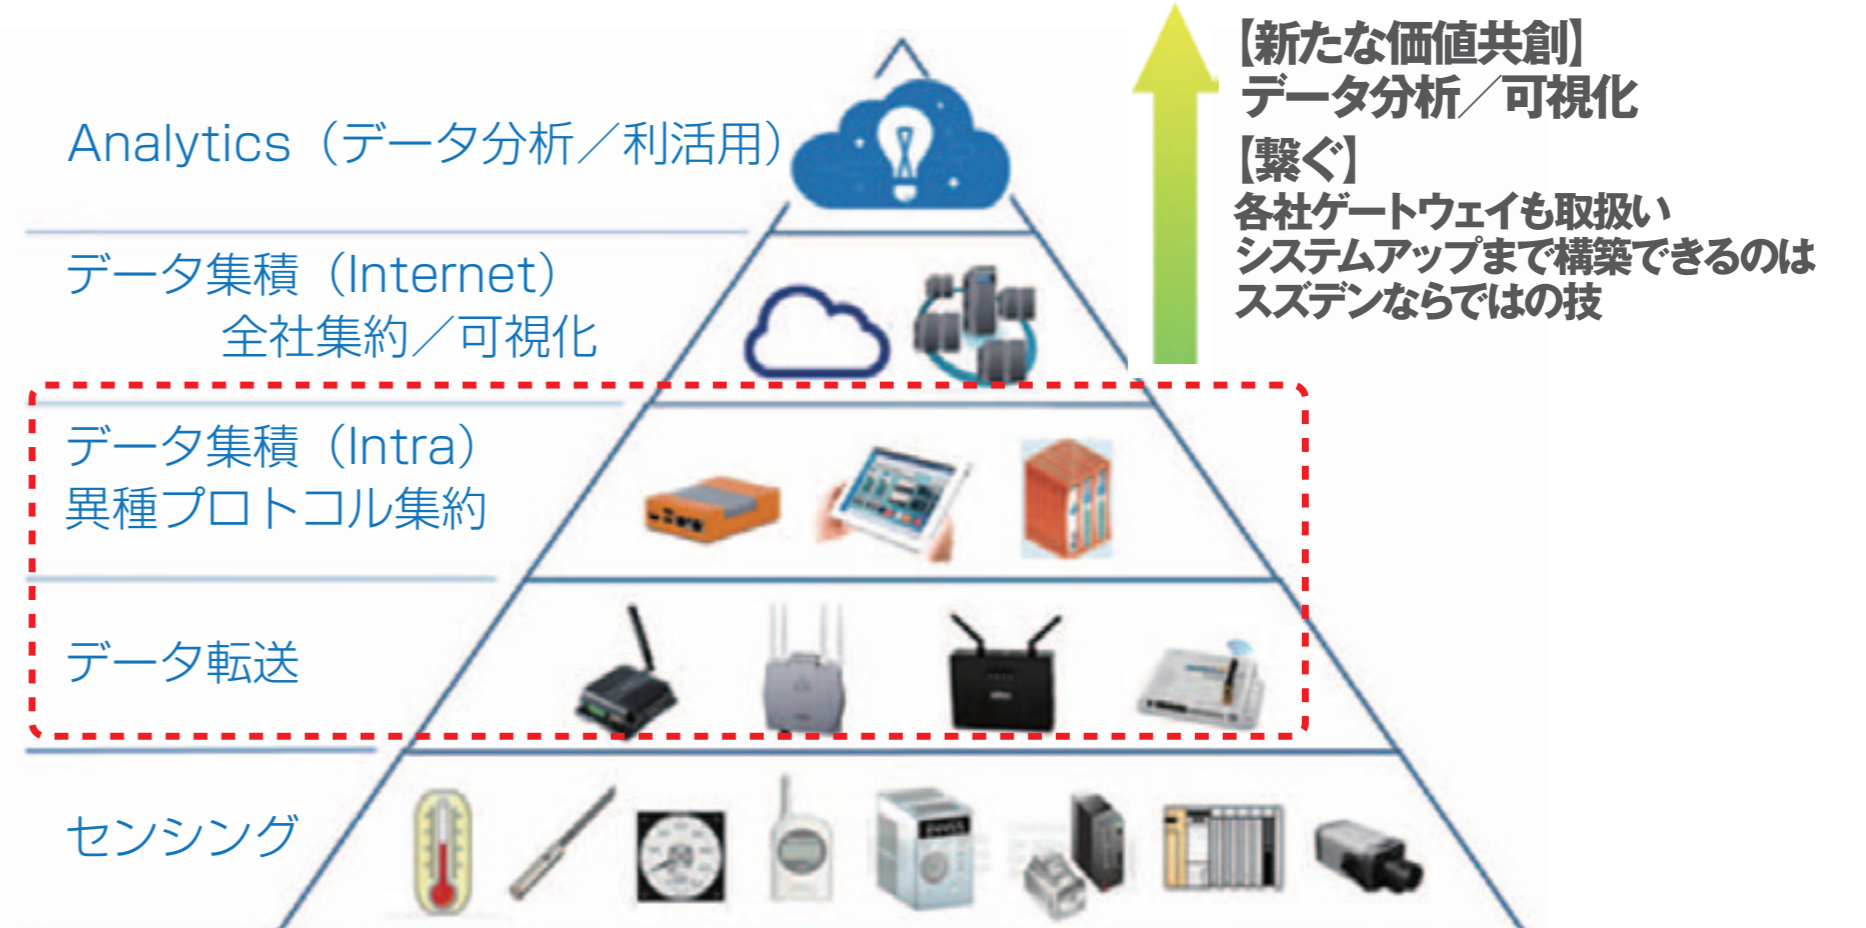 Analytics（データ分析／利活用）
データ集積（Internet）
全社集約／可視化
データ集積（Intra）
異種プロトコル集約
データ転送
センシング
【新たな価値共創】
データ分析／可視化
【繋ぐ】
各社ゲートウェイも取扱い
システムアップまで構築できるのは
スズデンならではの技